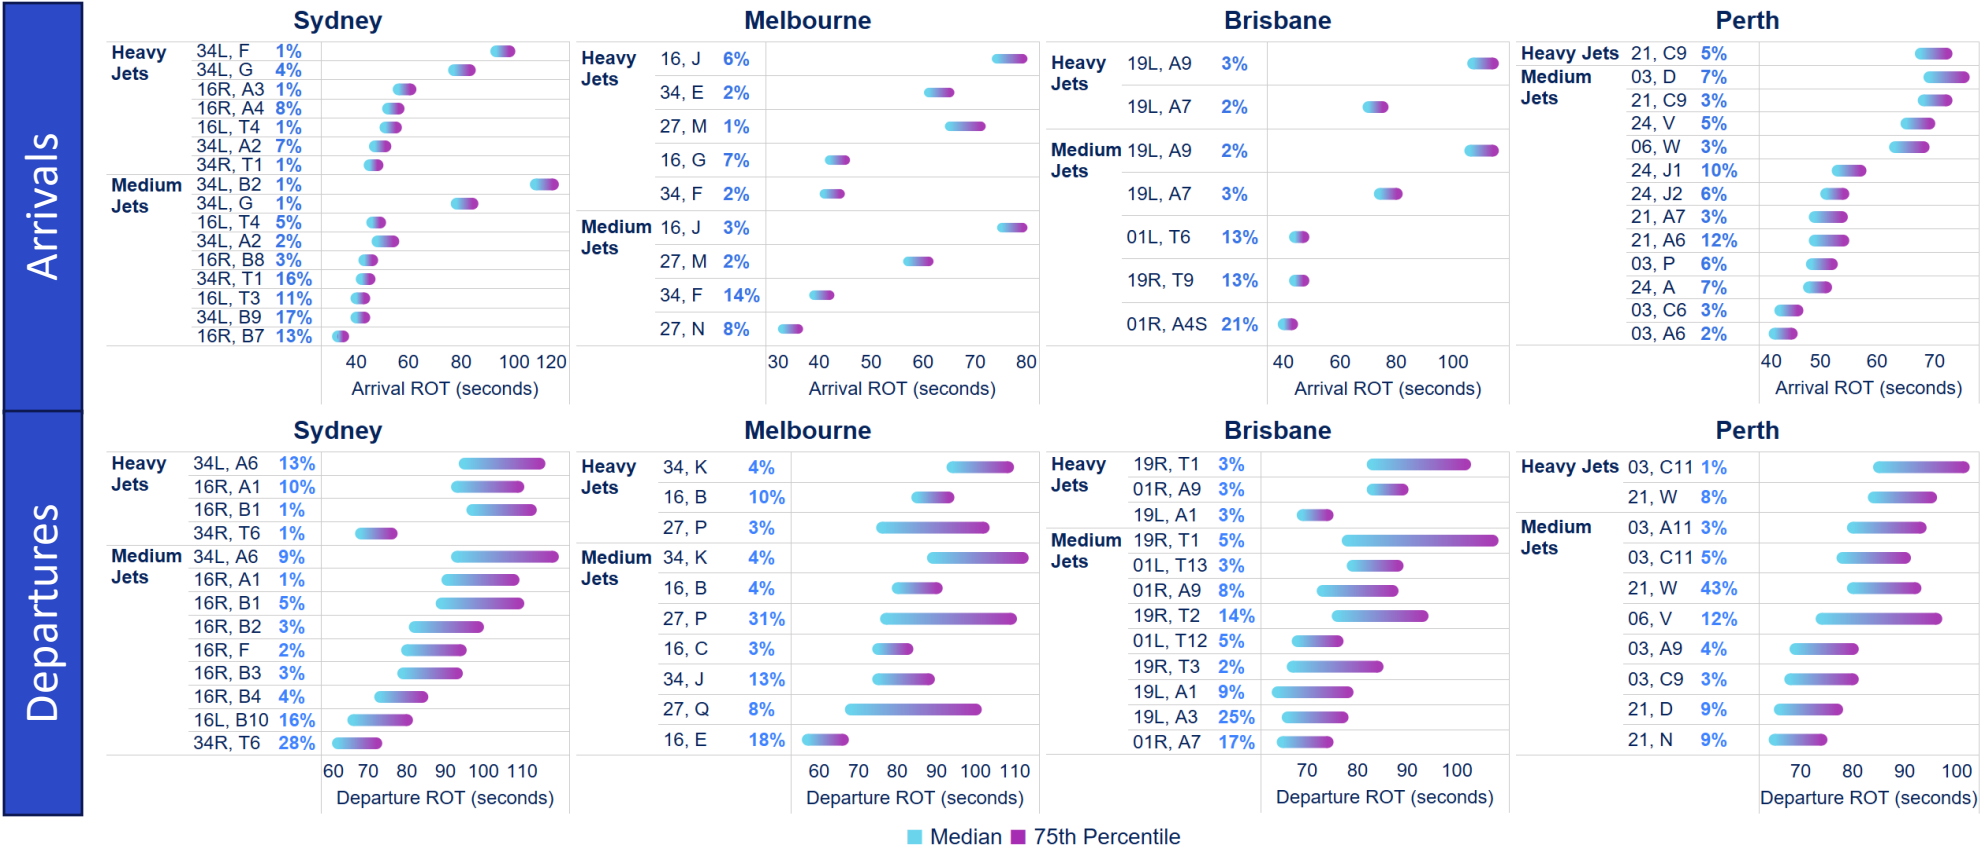 Arrivals
Sydney
Heavy Jets
34L, F 1%
34L, G 4%
16R, A3 1%
16R, A4 8%
16L, T4 1%
34L, A2 7%
34R, T1 1%
Medium Jets
34L, B2 1%
34L, G 1%
16L, T4 5%
34L, A2 2%
16R, B8 3%
34R, T1 16%
16L, T3 11%
34L, B9 17%
16R, B7 13%
40 60 80 100 120
Arrival ROT (seconds)
Melbourne
Heavy Jets
16, J 6%
34, E 2%
27, M 1%
16, G 7%
34, F 2%
Medium Jets
16, J 3%
27, M 2%
34, F 14%
27, N 8%
30 40 50 60 70 80
Arrival ROT (seconds)
Brisbane
Heavy Jets
19L, A9 3%
19L, A7 2%
Medium Jets
19L, A9 2%
19L, A7 3%
01L, T6 13%
19R, T9 13%
01R, A4S 21%
40 60 80 100
Arrival ROT (seconds)
Perth
Heavy Jets
21, C9 5%
Medium Jets
03, D 7%
21, C9 3%
24, V 5%
06, W 3%
24, J1 10%
24, J2 6%
21, A7 3%
21, A6 12%
03, P 6%
24, A 7%
03, C6 3%
03, A6 2%
40 50 60 70
Arrival ROT (seconds)
Departures
Sydney
Heavy Jets
34L, A6 13%
16R, A1 10%
16R, B1 1%
34R, T6 1%
Medium Jets
34L, A6 9%
16R, A1 1%
16R, B1 5%
16R, B2 3%
16R, F 2%
16R, B3 3%
16R, B4 4%
16L, B10 16%
34R, T6 28%
60 70 80 90 100 110
Departure ROT (seconds)
Melbourne
Heavy Jets
34, K 4%
16, B 10%
27, P 3%
Medium Jets
34, K 4%
16, B 4%
27, P 31%
16, C 3%
34, J 13%
27, Q 8%
16, E 18%
60 70 80 90 100 110
Departure ROT (seconds)
Brisbane
Heavy Jets
19R, T1 3%
01R, A9 3%
19L, A1 3%
Medium Jets
19R, T1 5%
01L, T13 3%
01R, A9 8%
19R, T2 14%
01L, T12 5%
19R, T3 2%
19L, A1 9%
19L, A3 25%
01R, A7 17%
70 80 90 100
Departure ROT (seconds)
Perth
Heavy Jets
03, C11 1%
21, W 8%
Medium Jets
03, A11 3%
03, C11 5%
21, W 43%
06, V 12%
03, A9 4%
03, C9 3%
21, D 9%
21, N 9%
70 80 90 100
Departure ROT (seconds)
Median 75th Percentile